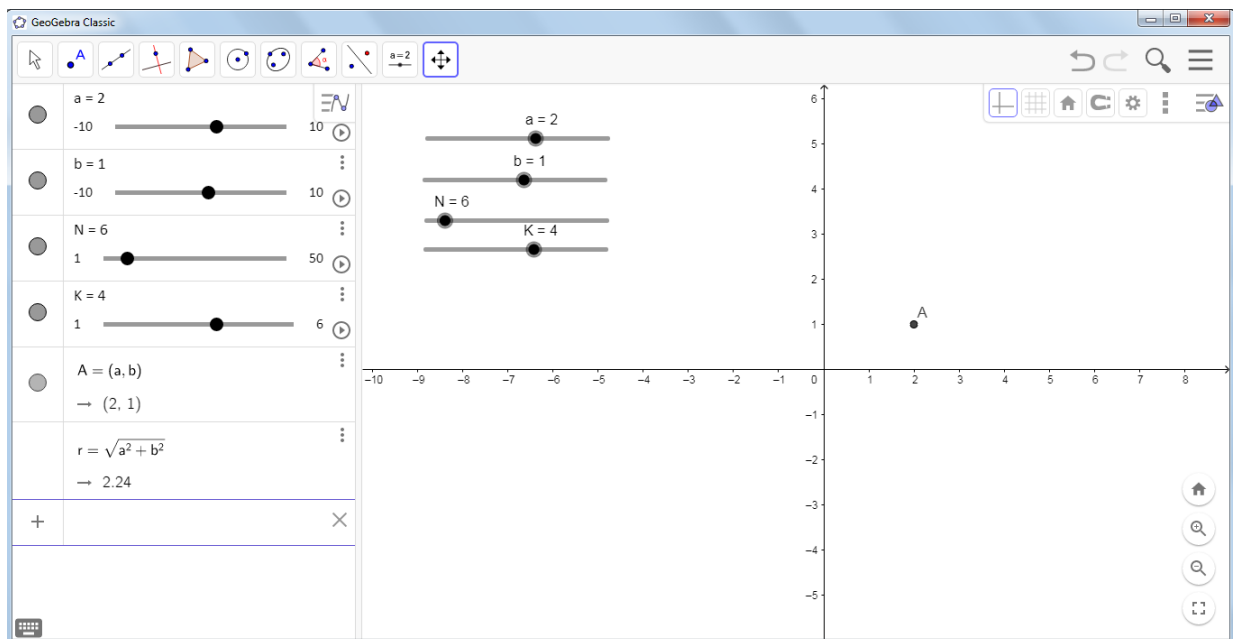 GeoGebra Classic
A
α
a=2
a = 2
-10
10
b = 1
-10
10
N = 6
1
50
K = 4
1
6
A = (a, b)
→ (2, 1)
r = √(a² + b²)
→ 2.24
+
a = 2
b = 1
N = 6
K = 4
6
5
4
3
2
1
A
−10 −9 −8 −7 −6 −5 −4 −3 −2 −1 0 1 2 3 4 5 6 7 8
−1
−2
−3
−4
−5